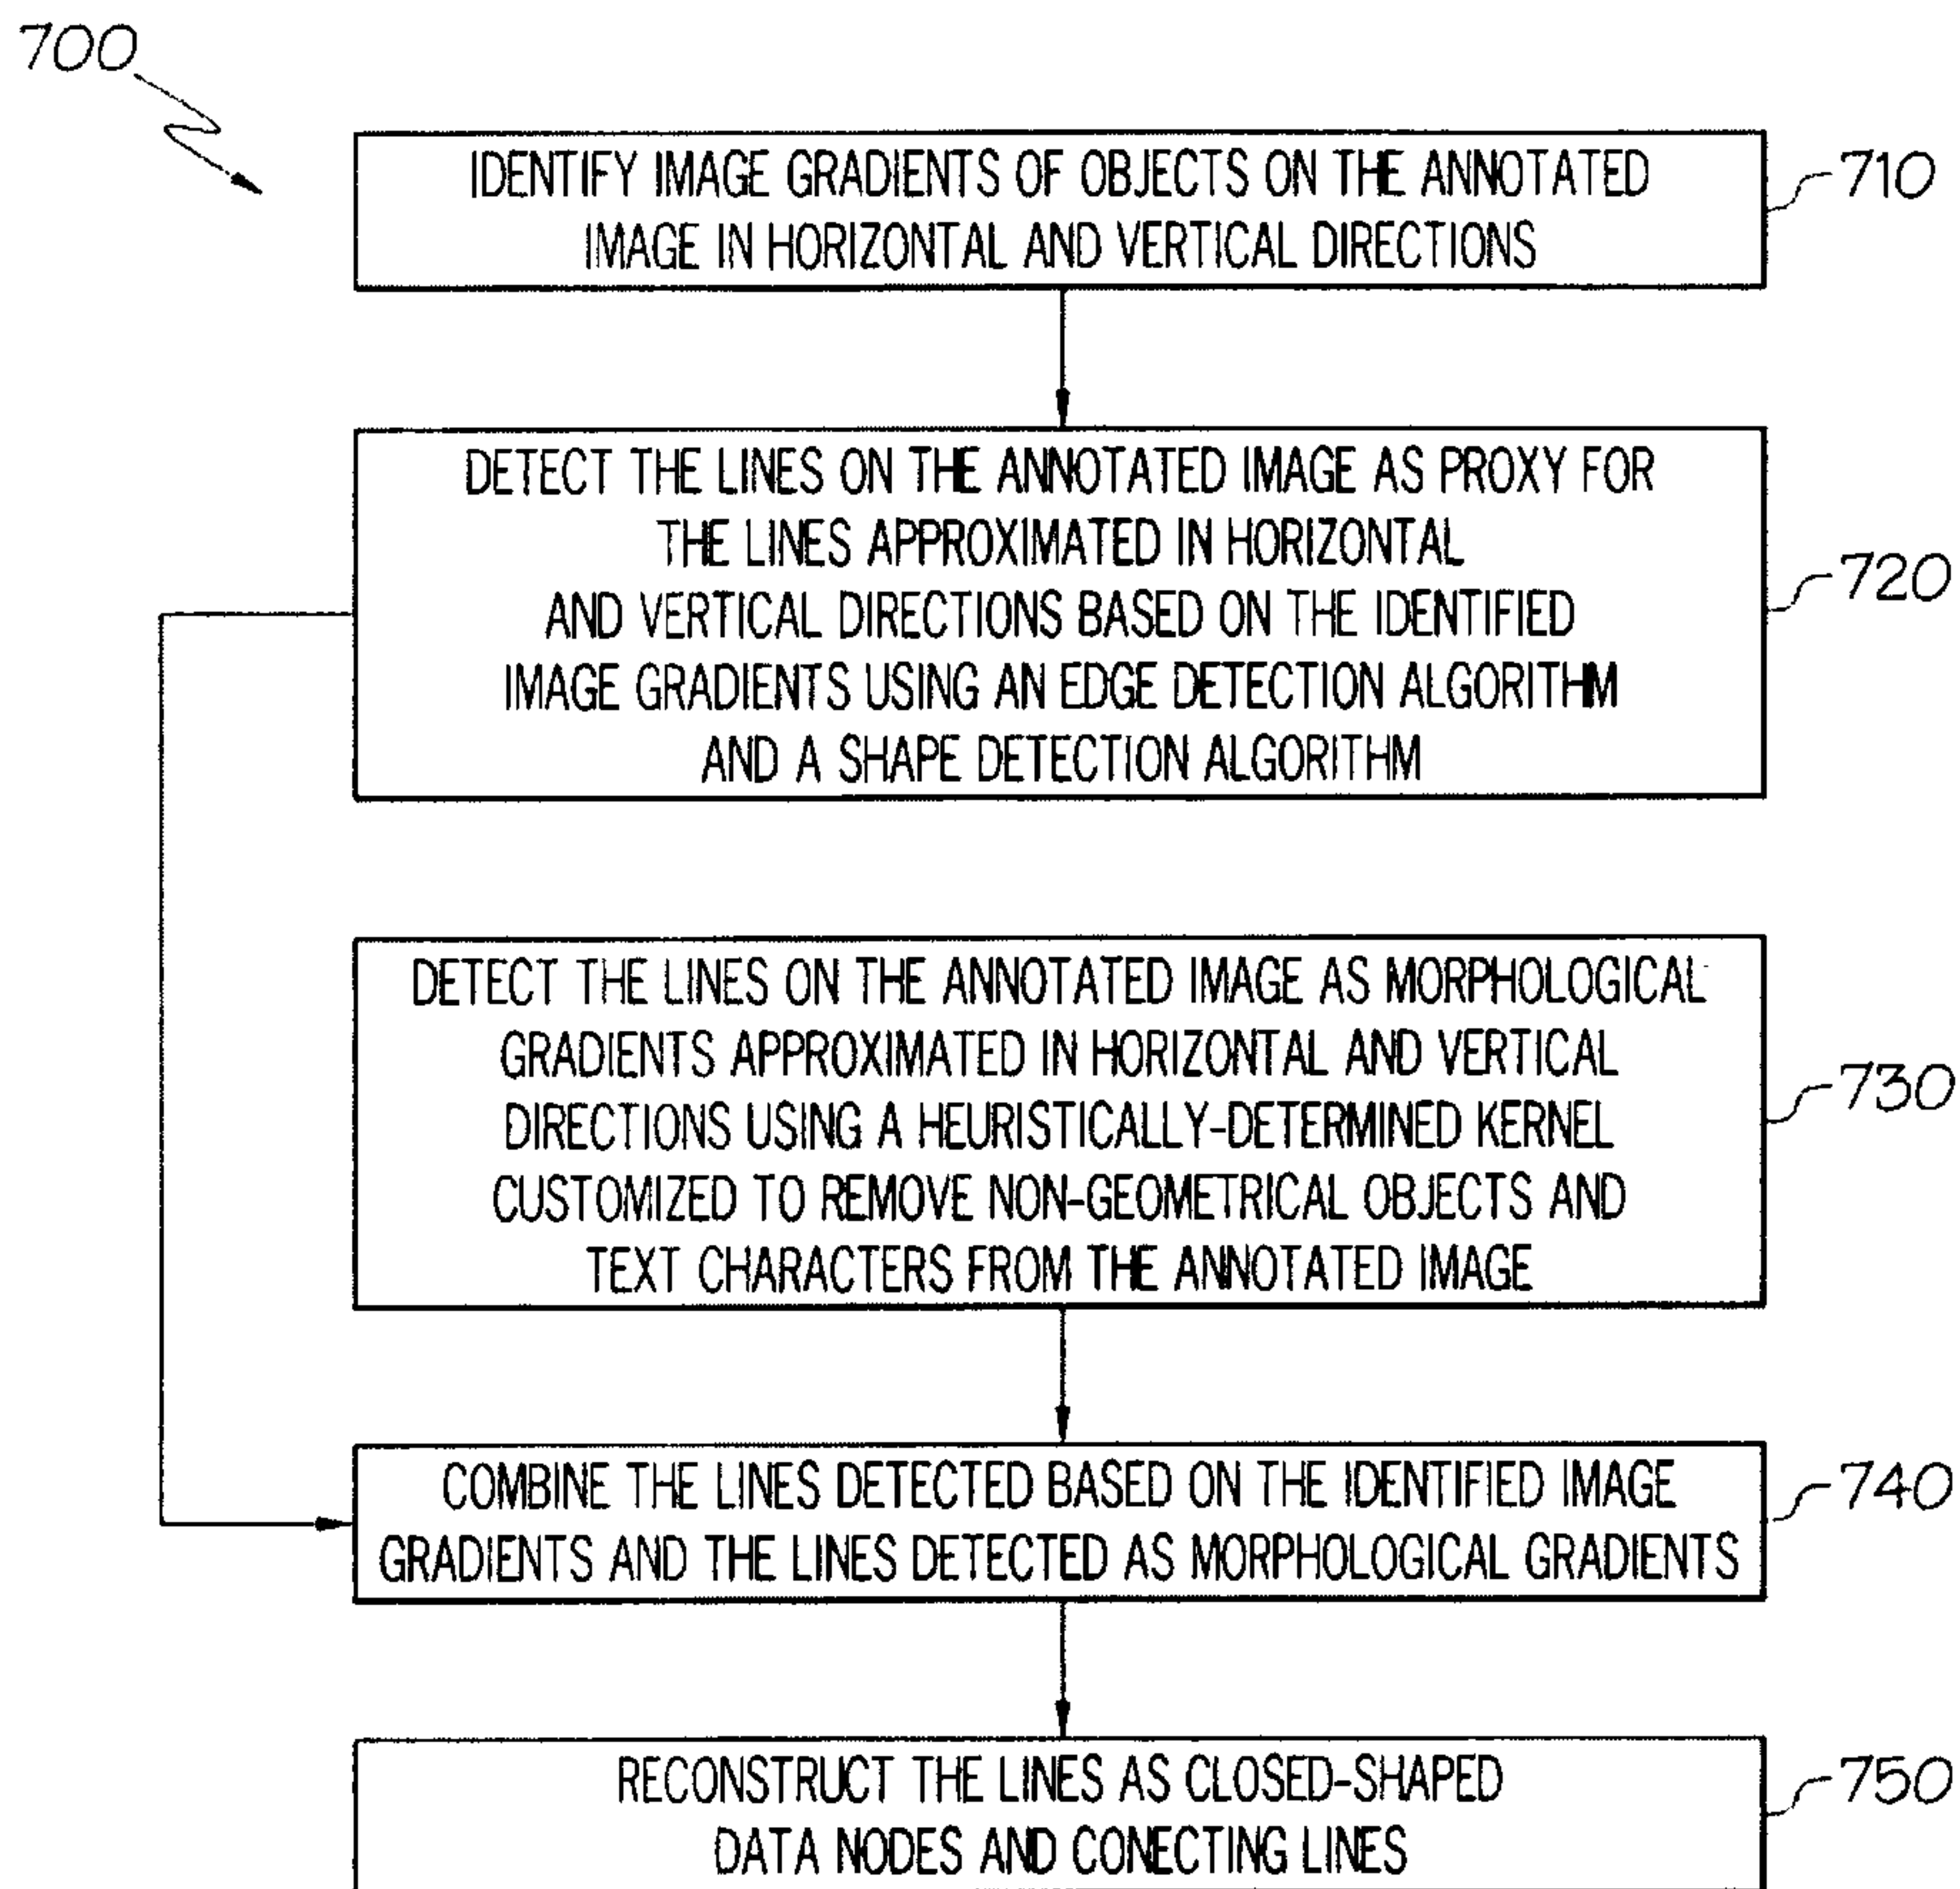 700
IDENTIFY IMAGE GRADIENTS OF OBJECTS ON THE ANNOTATED
IMAGE IN HORIZONTAL AND VERTICAL DIRECTIONS
710
DETECT THE LINES ON THE ANNOTATED IMAGE AS PROXY FOR
THE LINES APPROXIMATED IN HORIZONTAL
AND VERTICAL DIRECTIONS BASED ON THE IDENTIFIED
IMAGE GRADIENTS USING AN EDGE DETECTION ALGORITHM
AND A SHAPE DETECTION ALGORITHM
720
DETECT THE LINES ON THE ANNOTATED IMAGE AS MORPHOLOGICAL
GRADIENTS APPROXIMATED IN HORIZONTAL AND VERTICAL
DIRECTIONS USING A HEURISTICALLY-DETERMINED KERNEL
CUSTOMIZED TO REMOVE NON-GEOMETRICAL OBJECTS AND
TEXT CHARACTERS FROM THE ANNOTATED IMAGE
730
COMBINE THE LINES DETECTED BASED ON THE IDENTIFIED IMAGE
GRADIENTS AND THE LINES DETECTED AS MORPHOLOGICAL GRADIENTS
740
RECONSTRUCT THE LINES AS CLOSED-SHAPED
DATA NODES AND CONECTING LINES
750